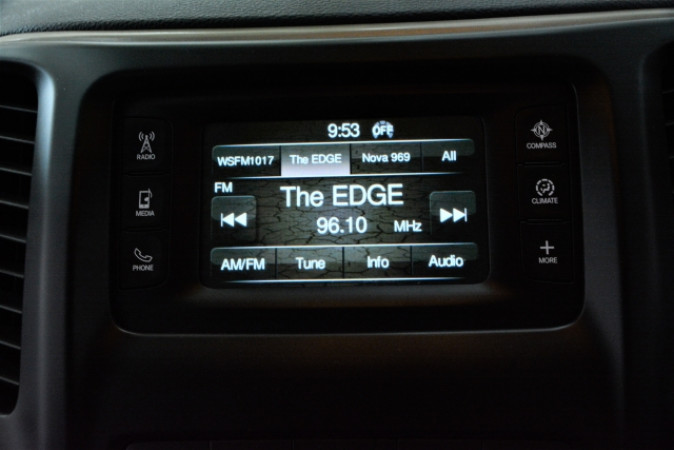 9:53 OFF
WSFM1017 The EDGE Nova 969 All
FM
The EDGE
96.10 MHz
AM/FM Tune Info Audio
RADIO
MEDIA
PHONE
N
COMPASS
CLIMATE
MORE